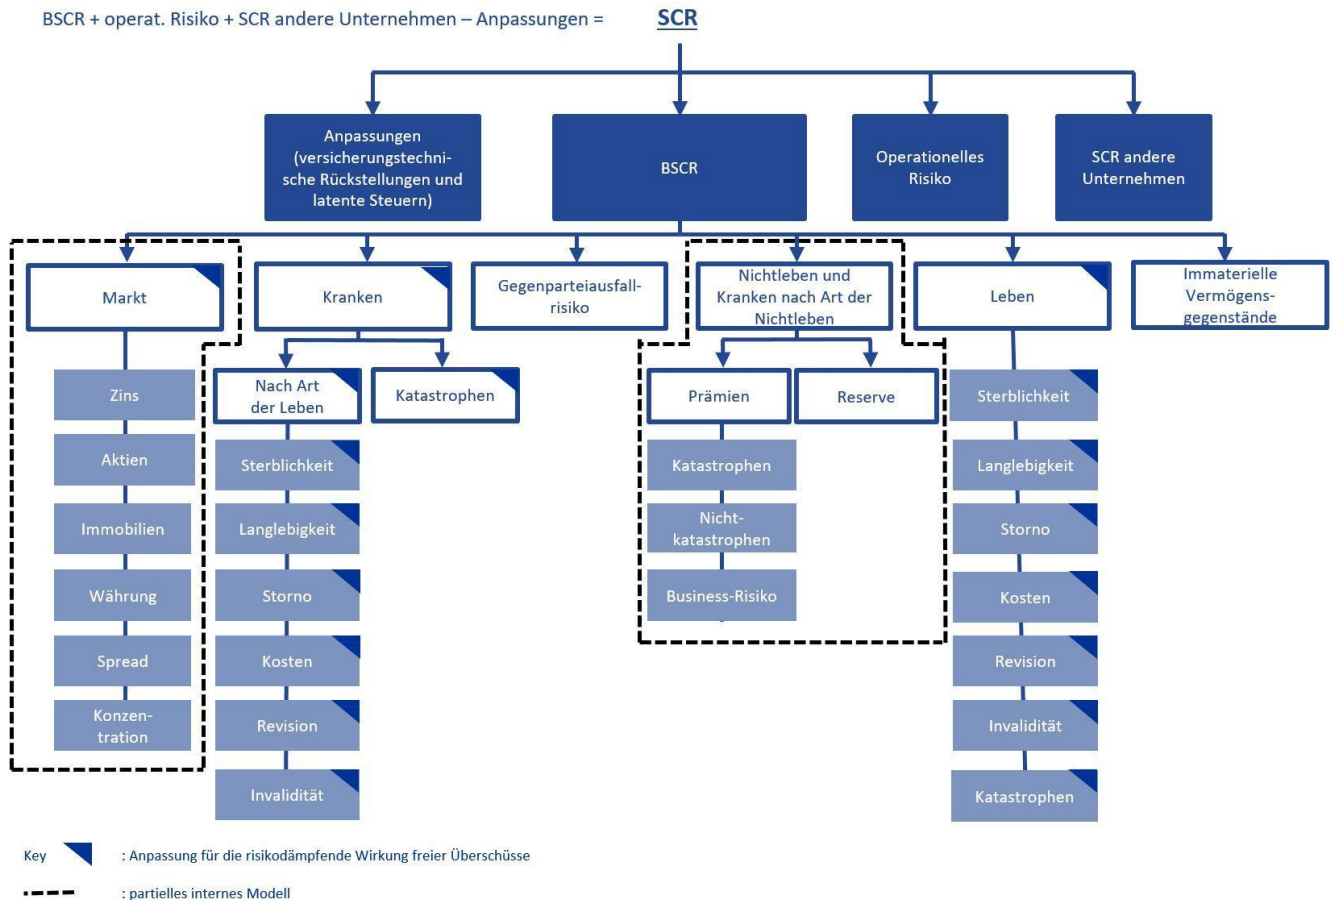 BSCR + operat. Risiko + SCR andere Unternehmen – Anpassungen = SCR
Anpassungen
(versicherungstechni-
sche Rückstellungen und
latente Steuern)
BSCR
Operationelles
Risiko
SCR andere
Unternehmen
Markt
Kranken
Gegenparteiausfall-
risiko
Nichtleben und
Kranken nach Art der
Nichtleben
Leben
Immaterielle
Vermögens-
gegenstände
Zins
Aktien
Immobilien
Währung
Spread
Konzen-
tration
Nach Art
der Leben
Katastrophen
Sterblichkeit
Langlebigkeit
Storno
Kosten
Revision
Invalidität
Prämien
Reserve
Katastrophen
Nicht-
katastrophen
Business-Risiko
Sterblichkeit
Langlebigkeit
Storno
Kosten
Revision
Invalidität
Katastrophen
Key : Anpassung für die risikodämpfende Wirkung freier Überschüsse
: partielles internes Modell